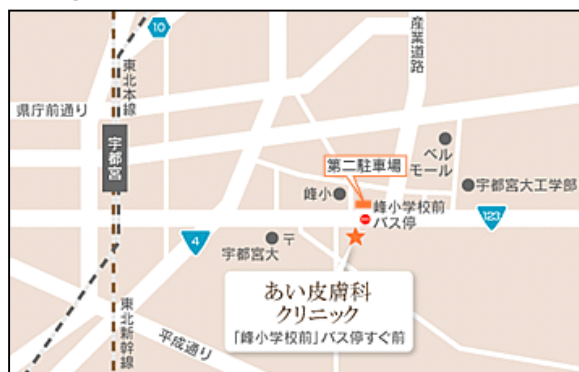 10
産業道路
東北本線
県庁前通り
宇都宮
ベル
モール
第二駐車場
宇都宮大工学部
峰小
峰小学校前
バス停
123
4
〒
宇都宮大
あい皮膚科
クリニック
「峰小学校前」バス停すぐ前
東北新幹線
平成通り